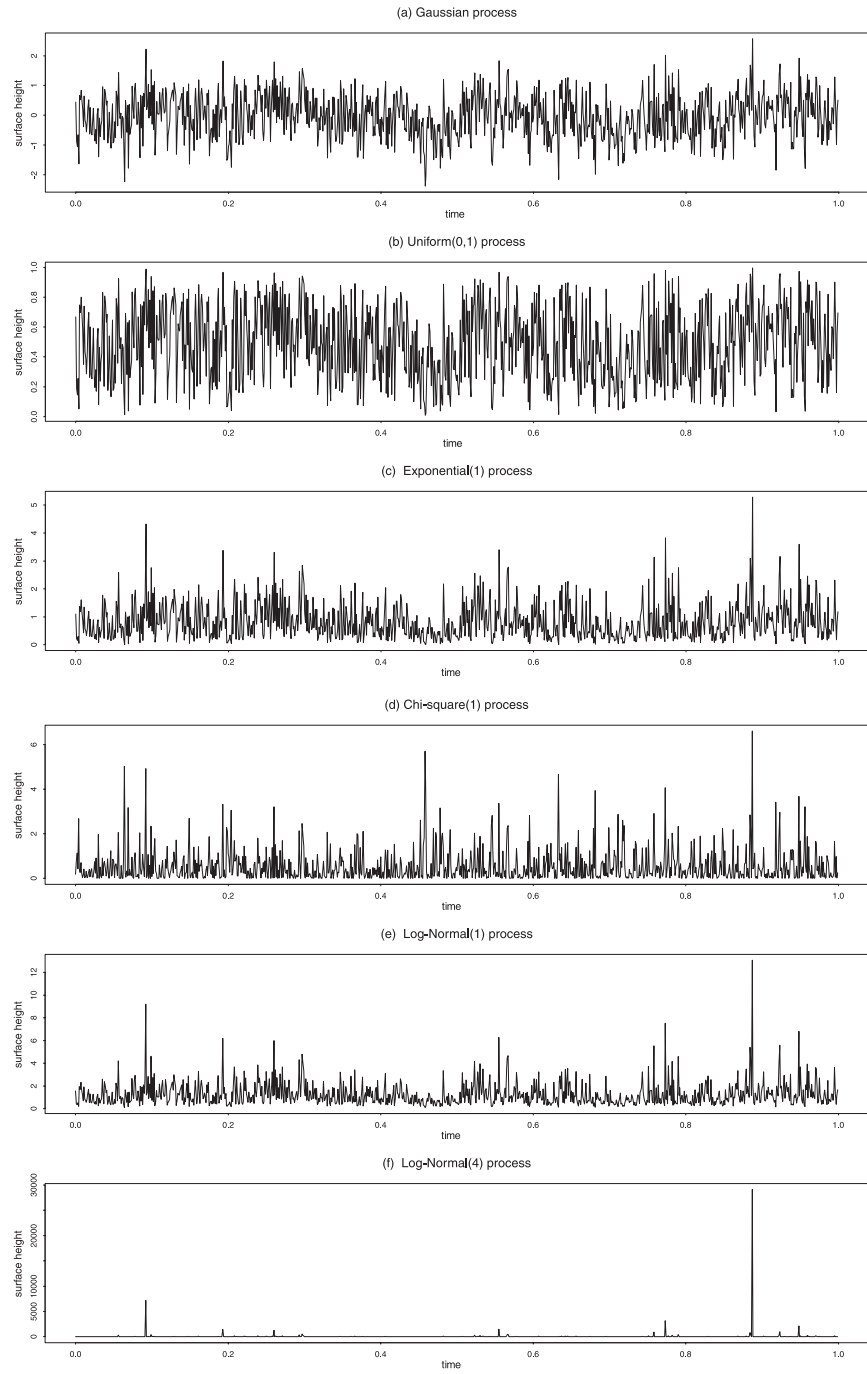 (a) Gaussian process
surface height
2
1
0
-1
-2
0.0 0.2 0.4 0.6 0.8 1.0
time
(b) Uniform(0,1) process
surface height
1.0
0.8
0.6
0.4
0.2
0.0
0.0 0.2 0.4 0.6 0.8 1.0
time
(c) Exponential(1) process
surface height
5
4
3
2
1
0
0.0 0.2 0.4 0.6 0.8 1.0
time
(d) Chi-square(1) process
surface height
6
4
2
0
0.0 0.2 0.4 0.6 0.8 1.0
time
(e) Log-Normal(1) process
surface height
12
10
8
6
4
2
0
0.0 0.2 0.4 0.6 0.8 1.0
time
(f) Log-Normal(4) process
surface height
30000
20000
10000
5000
0
0.0 0.2 0.4 0.6 0.8 1.0
time